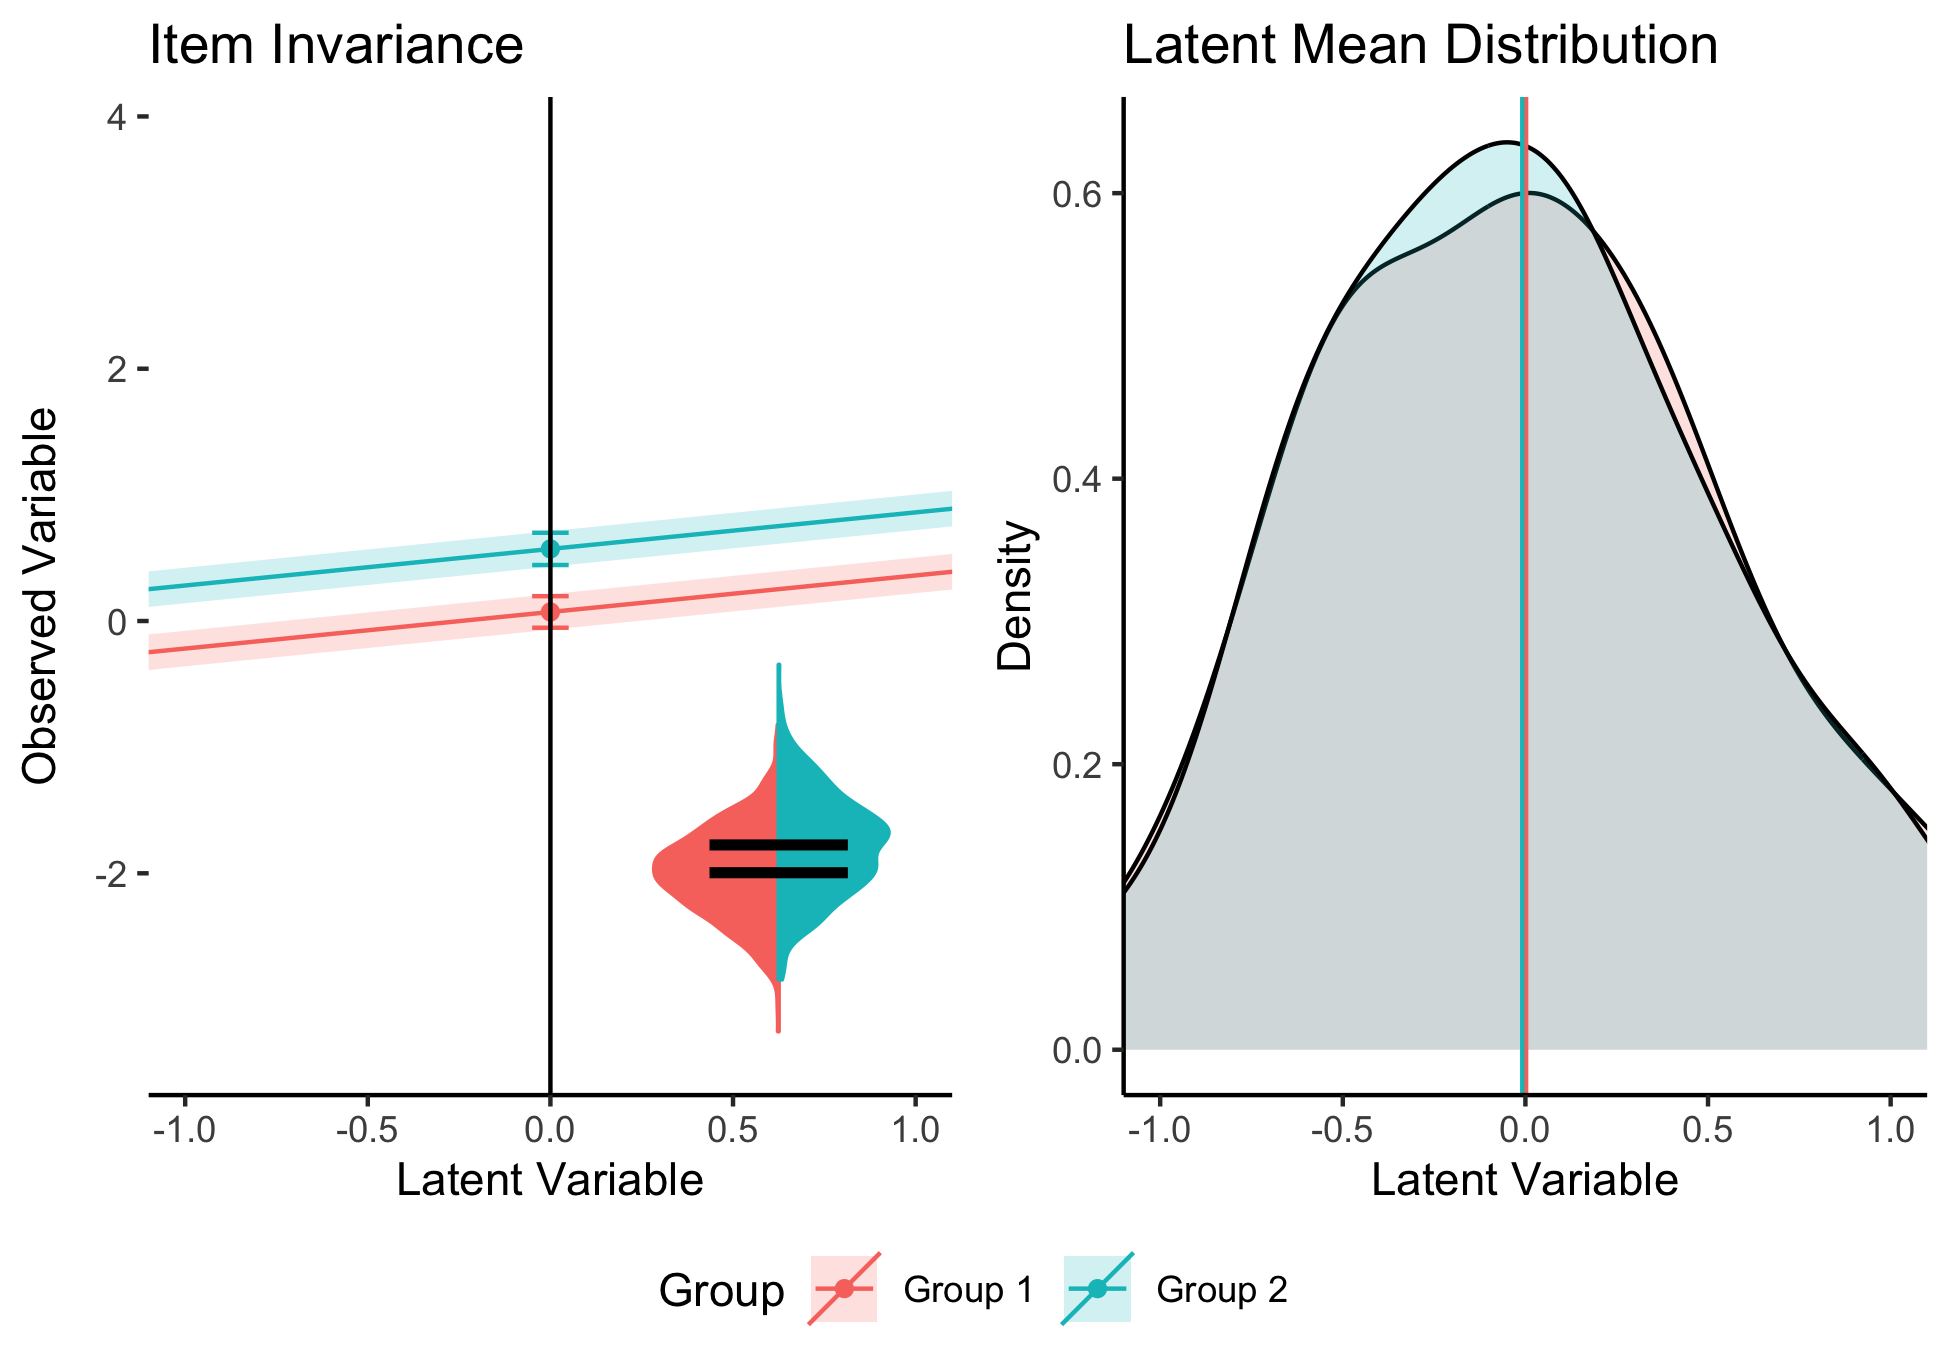 Item Invariance
Observed Variable
4
2
0
-2
-1.0 -0.5 0.0 0.5 1.0
Latent Variable
Latent Mean Distribution
Density
0.6
0.4
0.2
0.0
-1.0 -0.5 0.0 0.5 1.0
Latent Variable
Group Group 1 Group 2